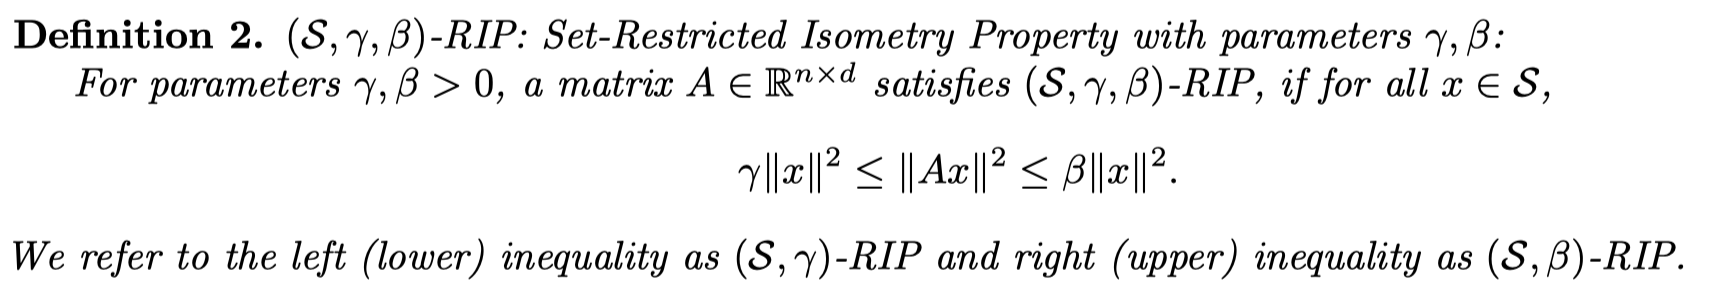 Definition 2. (𝒮, γ, β)-RIP: Set-Restricted Isometry Property with parameters γ, β:
For parameters γ, β > 0, a matrix A ∈ ℝⁿˣᵈ satisfies (𝒮, γ, β)-RIP, if for all x ∈ 𝒮,
γ‖x‖² ≤ ‖Ax‖² ≤ β‖x‖².
We refer to the left (lower) inequality as (𝒮, γ)-RIP and right (upper) inequality as (𝒮, β)-RIP.